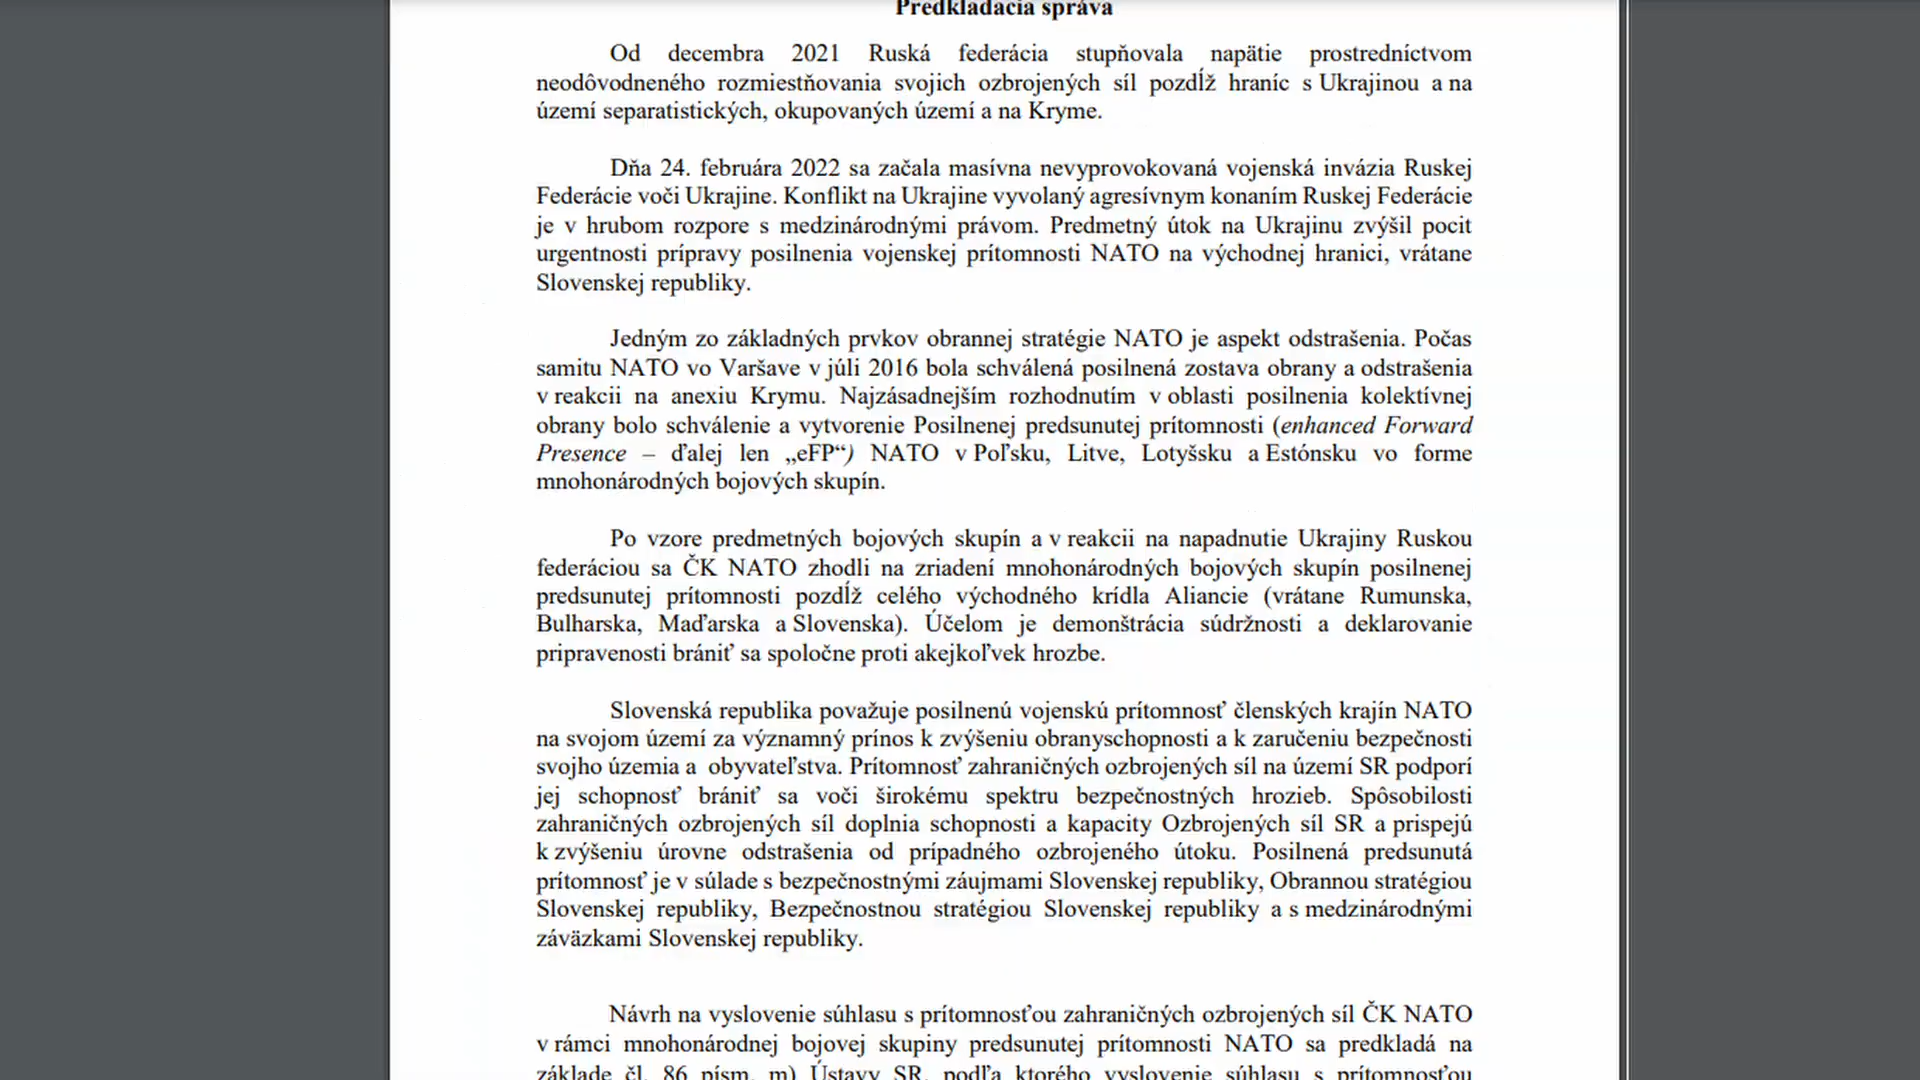 Predkladacia správa
Od decembra 2021 Ruská federácia stupňovala napätie prostredníctvom
neodôvodneného rozmiestňovania svojich ozbrojených síl pozdĺž hraníc s Ukrajinou a na
území separatistických, okupovaných území a na Kryme.
Dňa 24. februára 2022 sa začala masívna nevyprovokovaná vojenská invázia Ruskej
Federácie voči Ukrajine. Konflikt na Ukrajine vyvolaný agresívnym konaním Ruskej Federácie
je v hrubom rozpore s medzinárodnými právom. Predmetný útok na Ukrajinu zvýšil pocit
urgentnosti prípravy posilnenia vojenskej prítomnosti NATO na východnej hranici, vrátane
Slovenskej republiky.
Jedným zo základných prvkov obrannej stratégie NATO je aspekt odstrašenia. Počas
samitu NATO vo Varšave v júli 2016 bola schválená posilnená zostava obrany a odstrašenia
v reakcii na anexiu Krymu. Najzásadnejším rozhodnutím v oblasti posilnenia kolektívnej
obrany bolo schválenie a vytvorenie Posilnenej predsunutej prítomnosti (enhanced Forward
Presence – ďalej len „eFP“) NATO v Poľsku, Litve, Lotyšsku a Estónsku vo forme
mnohonárodných bojových skupín.
Po vzore predmetných bojových skupín a v reakcii na napadnutie Ukrajiny Ruskou
federáciou sa ČK NATO zhodli na zriadení mnohonárodných bojových skupín posilnenej
predsunutej prítomnosti pozdĺž celého východného krídla Aliancie (vrátane Rumunska,
Bulharska, Maďarska a Slovenska). Účelom je demonštrácia súdržnosti a deklarovanie
pripravenosti brániť sa spoločne proti akejkoľvek hrozbe.
Slovenská republika považuje posilnenú vojenskú prítomnosť členských krajín NATO
na svojom území za významný prínos k zvýšeniu obranyschopnosti a k zaručeniu bezpečnosti
svojho územia a obyvateľstva. Prítomnosť zahraničných ozbrojených síl na území SR podporí
jej schopnosť brániť sa voči širokému spektru bezpečnostných hrozieb. Spôsobilosti
zahraničných ozbrojených síl doplnia schopnosti a kapacity Ozbrojených síl SR a prispejú
k zvýšeniu úrovne odstrašenia od prípadného ozbrojeného útoku. Posilnená predsunutá
prítomnosť je v súlade s bezpečnostnými záujmami Slovenskej republiky, Obrannou stratégiou
Slovenskej republiky, Bezpečnostnou stratégiou Slovenskej republiky a s medzinárodnými
záväzkami Slovenskej republiky.
Návrh na vyslovenie súhlasu s prítomnosťou zahraničných ozbrojených síl ČK NATO
v rámci mnohonárodnej bojovej skupiny predsunutej prítomnosti NATO sa predkladá na
základe čl. 86 písm. m) Ústavy SR, podľa ktorého vyslovenie súhlasu s prítomnosťou